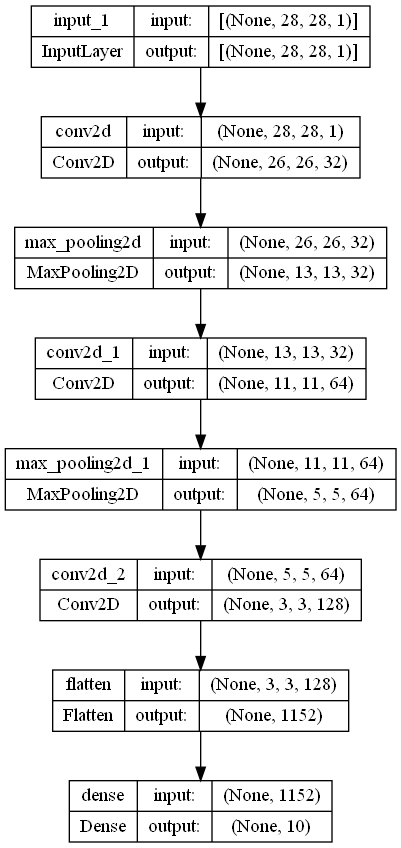 input_1 input: [(None, 28, 28, 1)]
InputLayer output: [(None, 28, 28, 1)]
conv2d input: (None, 28, 28, 1)
Conv2D output: (None, 26, 26, 32)
max_pooling2d input: (None, 26, 26, 32)
MaxPooling2D output: (None, 13, 13, 32)
conv2d_1 input: (None, 13, 13, 32)
Conv2D output: (None, 11, 11, 64)
max_pooling2d_1 input: (None, 11, 11, 64)
MaxPooling2D output: (None, 5, 5, 64)
conv2d_2 input: (None, 5, 5, 64)
Conv2D output: (None, 3, 3, 128)
flatten input: (None, 3, 3, 128)
Flatten output: (None, 1152)
dense input: (None, 1152)
Dense output: (None, 10)